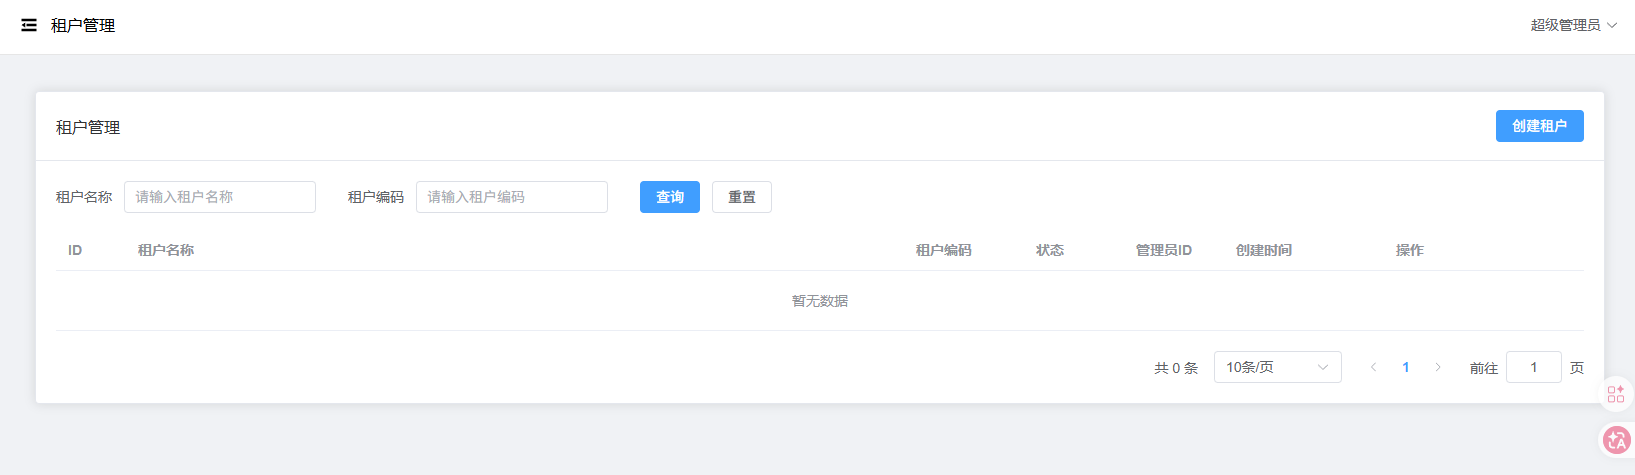 租户管理 超级管理员
租户管理 创建租户
租户名称 请输入租户名称 租户编码 请输入租户编码 查询 重置
ID 租户名称 租户编码 状态 管理员ID 创建时间 操作
暂无数据
共 0 条 10条/页 1 前往 1 页
A